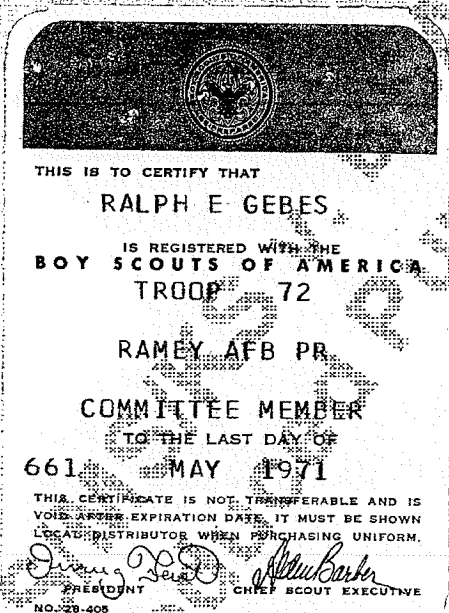 THIS IS TO CERTIFY THAT
RALPH E GEBES
IS REGISTERED WITH THE
BOY SCOUTS OF AMERICA
TROOP 72
RAMEY AFB PR
COMMITTEE MEMBER
TO THE LAST DAY OF
661 MAY 1971
THIS CERTIFICATE IS NOT TRANSFERABLE AND IS
VOID AFTER EXPIRATION DATE. IT MUST BE SHOWN
LOCAL DISTRIBUTOR WHEN PURCHASING UNIFORM.
Alden Barber
PRESIDENT CHIEF SCOUT EXECUTIVE
NO. 28-405